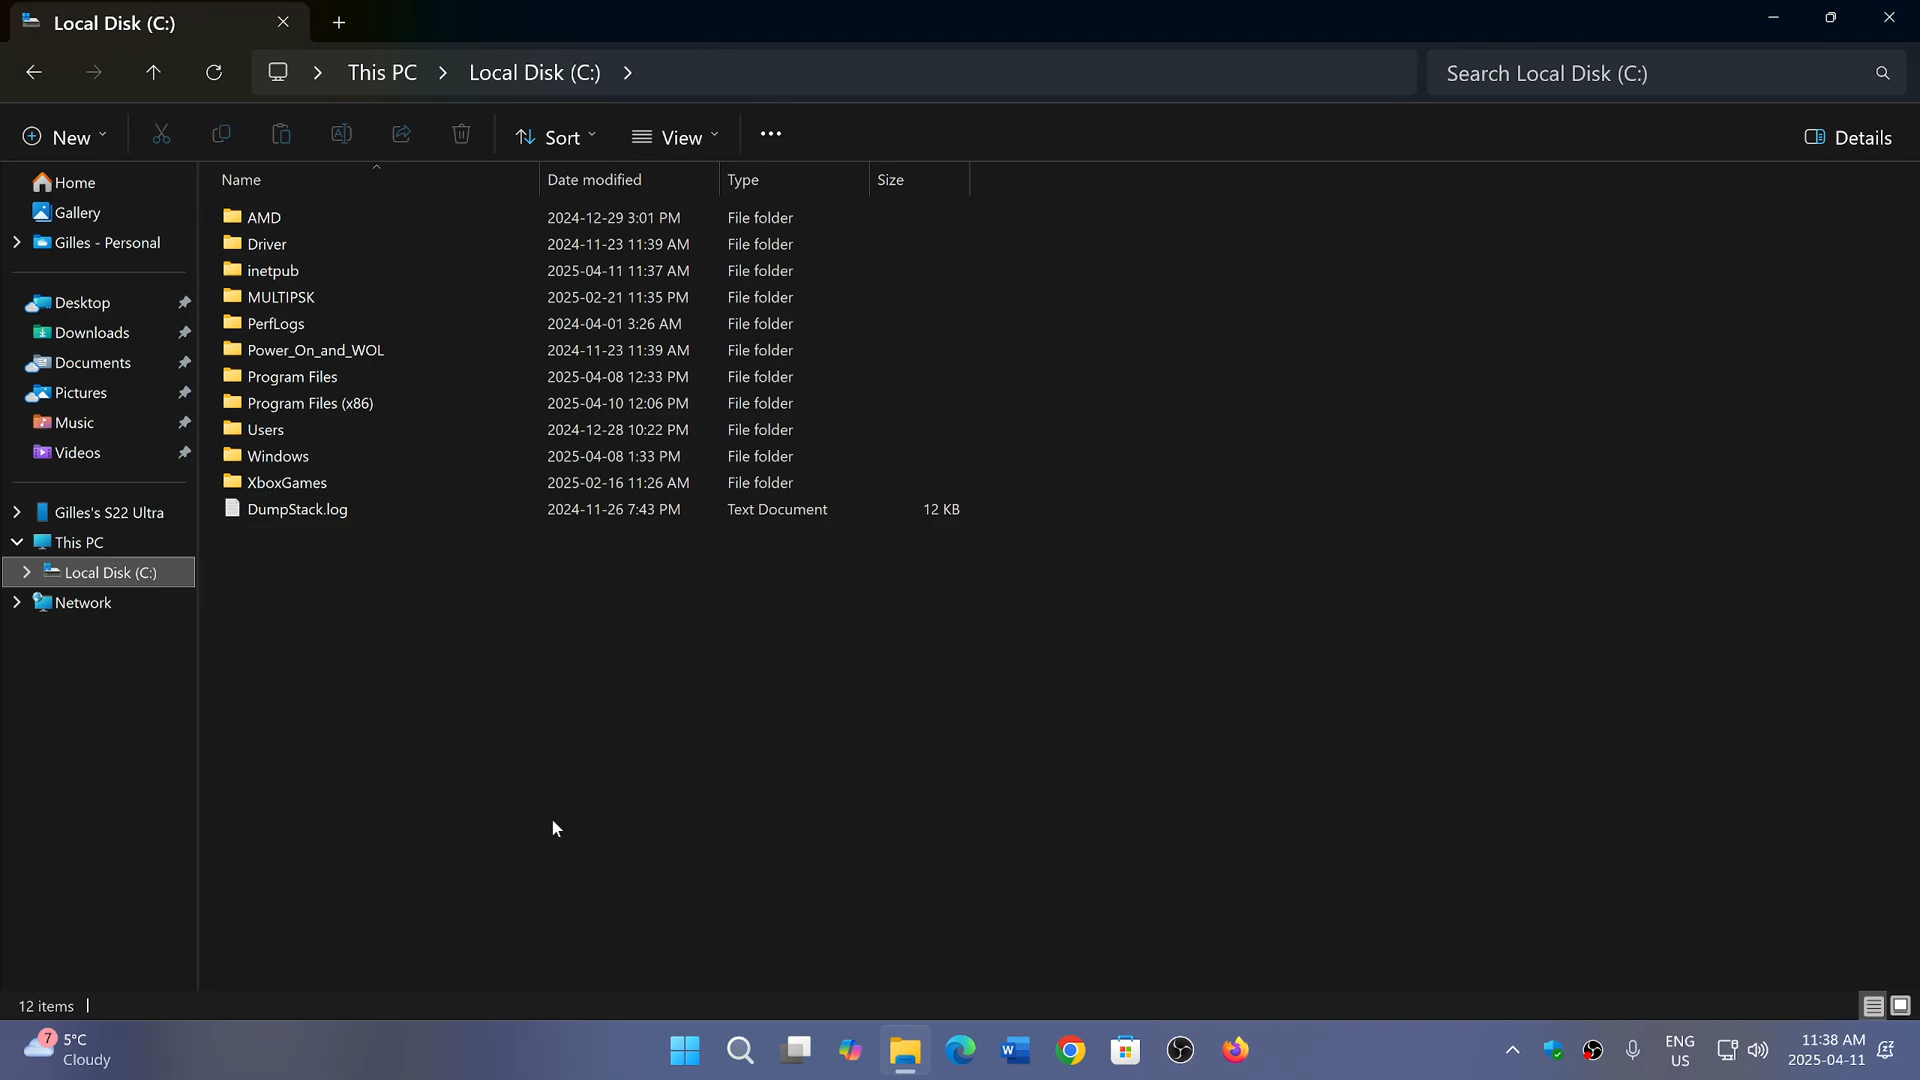 Local Disk (C:)
This PC > Local Disk (C:) >
Search Local Disk (C:)
New
Sort
View
Details
Home
Gallery
Gilles - Personal
Desktop
Downloads
Documents
Pictures
Music
Videos
Gilles's S22 Ultra
This PC
Local Disk (C:)
Network
Name Date modified Type Size
AMD 2024-12-29 3:01 PM File folder
Driver 2024-11-23 11:39 AM File folder
inetpub 2025-04-11 11:37 AM File folder
MULTIPSK 2025-02-21 11:35 PM File folder
PerfLogs 2024-04-01 3:26 AM File folder
Power_On_and_WOL 2024-11-23 11:39 AM File folder
Program Files 2025-04-08 12:33 PM File folder
Program Files (x86) 2025-04-10 12:06 PM File folder
Users 2024-12-28 10:22 PM File folder
Windows 2025-04-08 1:33 PM File folder
XboxGames 2025-02-16 11:26 AM File folder
DumpStack.log 2024-11-26 7:43 PM Text Document 12 KB
12 items
7
5°C
Cloudy
W
ENG
US
11:38 AM
2025-04-11